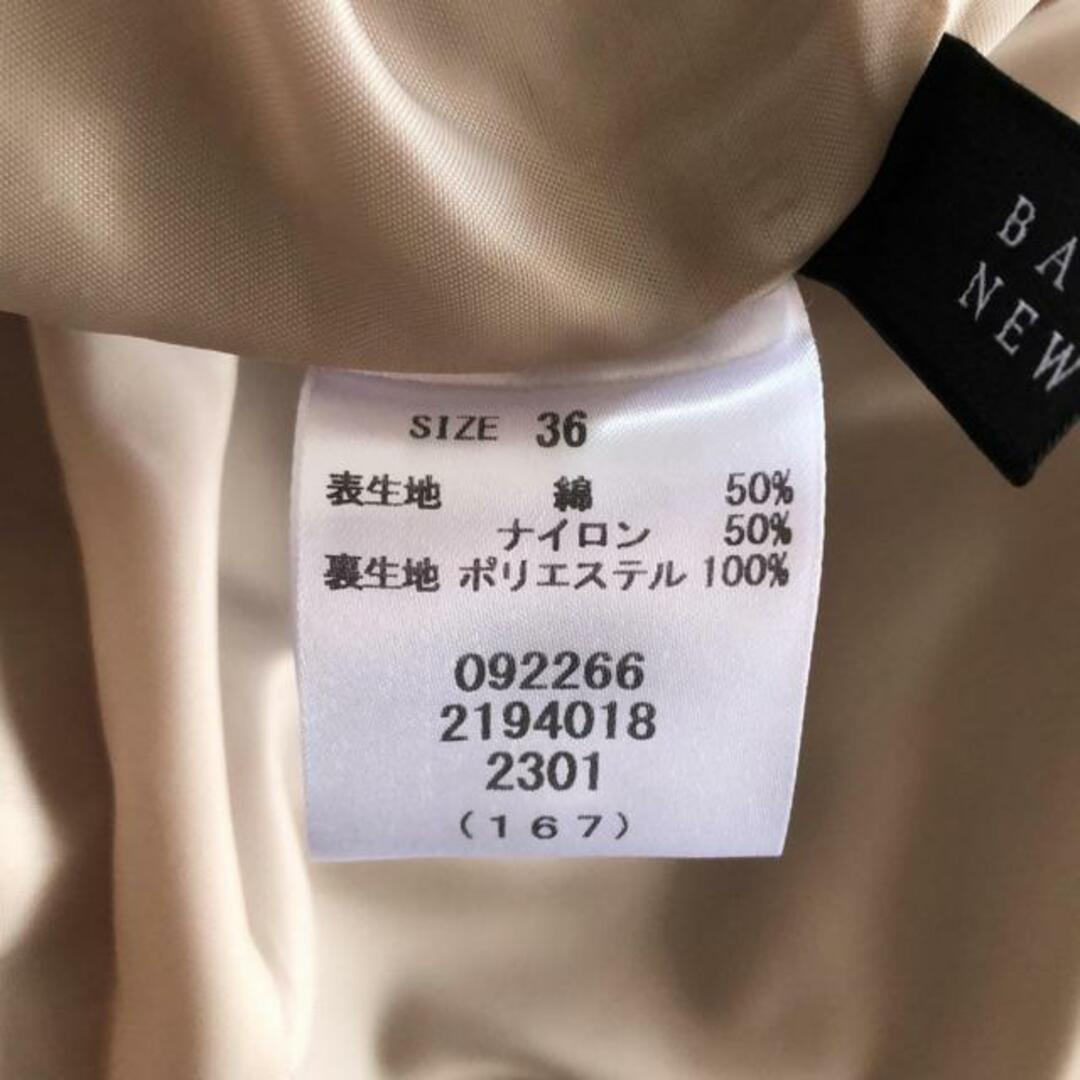 BA
NEW
SIZE 36
表生地 綿 50%
ナイロン 50%
裏生地 ポリエステル 100%
092266
2194018
2301
(167)